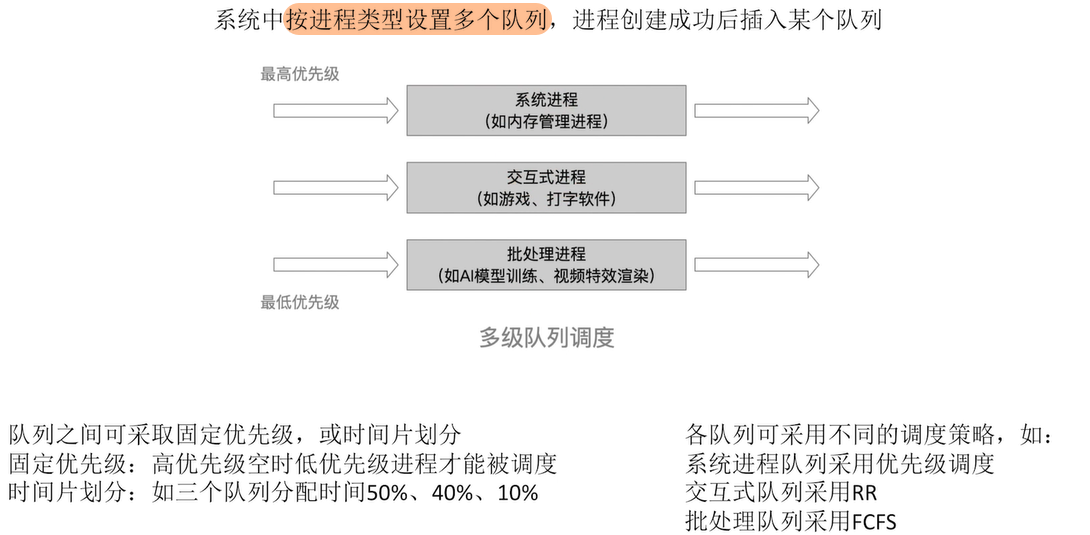 系统中按进程类型设置多个队列，进程创建成功后插入某个队列
最高优先级
系统进程
（如内存管理进程）
交互式进程
（如游戏、打字软件）
批处理进程
（如AI模型训练、视频特效渲染）
最低优先级
多级队列调度
队列之间可采取固定优先级，或时间片划分
固定优先级：高优先级空时低优先级进程才能被调度
时间片划分：如三个队列分配时间50%、40%、10%
各队列可采用不同的调度策略，如：
系统进程队列采用优先级调度
交互式队列采用RR
批处理队列采用FCFS